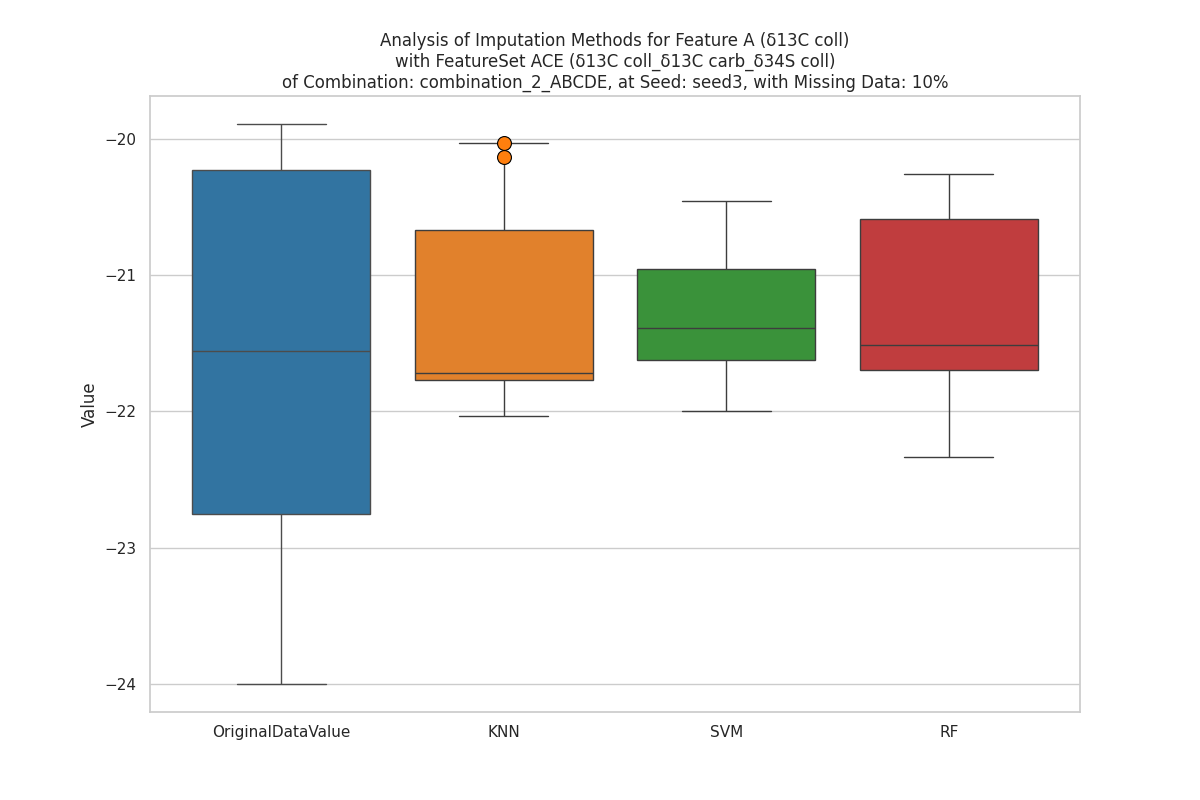 Analysis of Imputation Methods for Feature A (δ13C coll)
with FeatureSet ACE (δ13C coll_δ13C carb_δ34S coll)
of Combination: combination_2_ABCDE, at Seed: seed3, with Missing Data: 10%
Value
−20
−21
−22
−23
−24
OriginalDataValue
KNN
SVM
RF